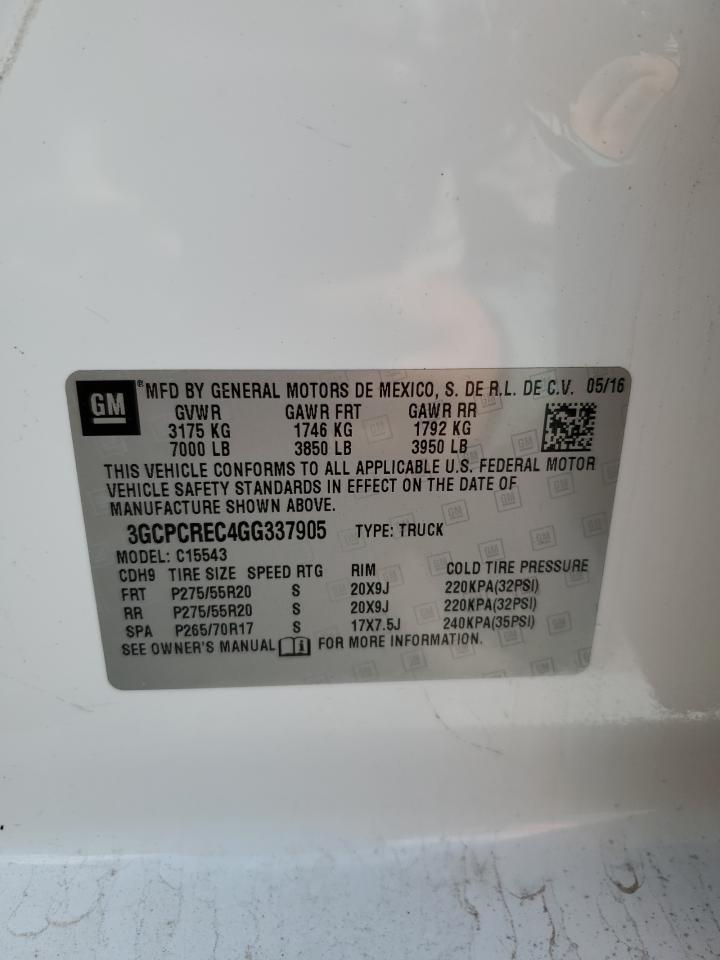 GM ® MFD BY GENERAL MOTORS DE MEXICO, S. DE R.L. DE C.V. 05/16
GVWR GAWR FRT GAWR RR
3175 KG 1746 KG 1792 KG
7000 LB 3850 LB 3950 LB
THIS VEHICLE CONFORMS TO ALL APPLICABLE U.S. FEDERAL MOTOR
VEHICLE SAFETY STANDARDS IN EFFECT ON THE DATE OF
MANUFACTURE SHOWN ABOVE.
3GCPCREC4GG337905 TYPE: TRUCK
MODEL: C15543
CDH9 TIRE SIZE SPEED RTG RIM COLD TIRE PRESSURE
FRT P275/55R20 S 20X9J 220KPA(32PSI)
RR P275/55R20 S 20X9J 220KPA(32PSI)
SPA P265/70R17 S 17X7.5J 240KPA(35PSI)
SEE OWNER'S MANUAL FOR MORE INFORMATION.